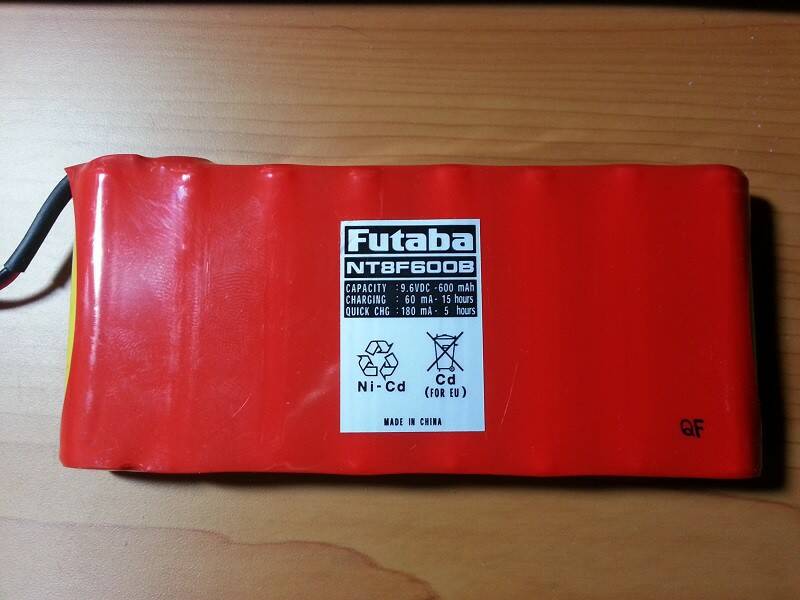 Futaba
NT8F600B
CAPACITY : 9.6VDC - 600 mAh
CHARGING : 60 mA - 15 hours
QUICK CHG : 180 mA - 5 hours
Ni-Cd
Cd
(FOR EU)
MADE IN CHINA
QF